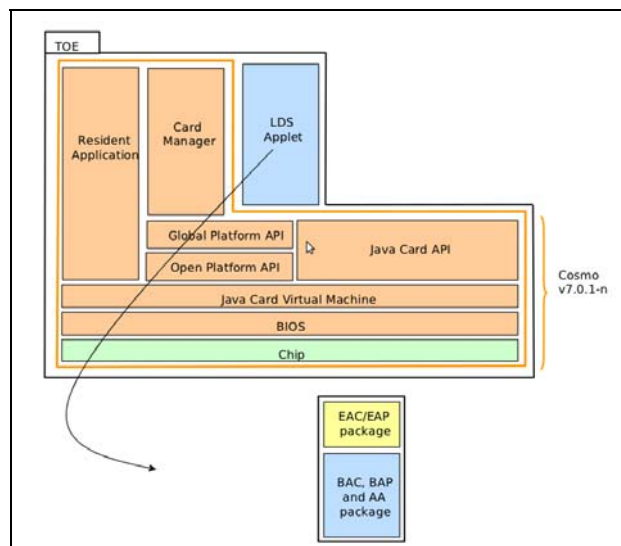 TOE
Resident
Application
Card
Manager
LDS
Applet
Global Platform API
Open Platform API
Java Card API
Java Card Virtual Machine
BIOS
Chip
Cosmo
v7.0.1-n
EAC/EAP
package
BAC, BAP
and AA
package